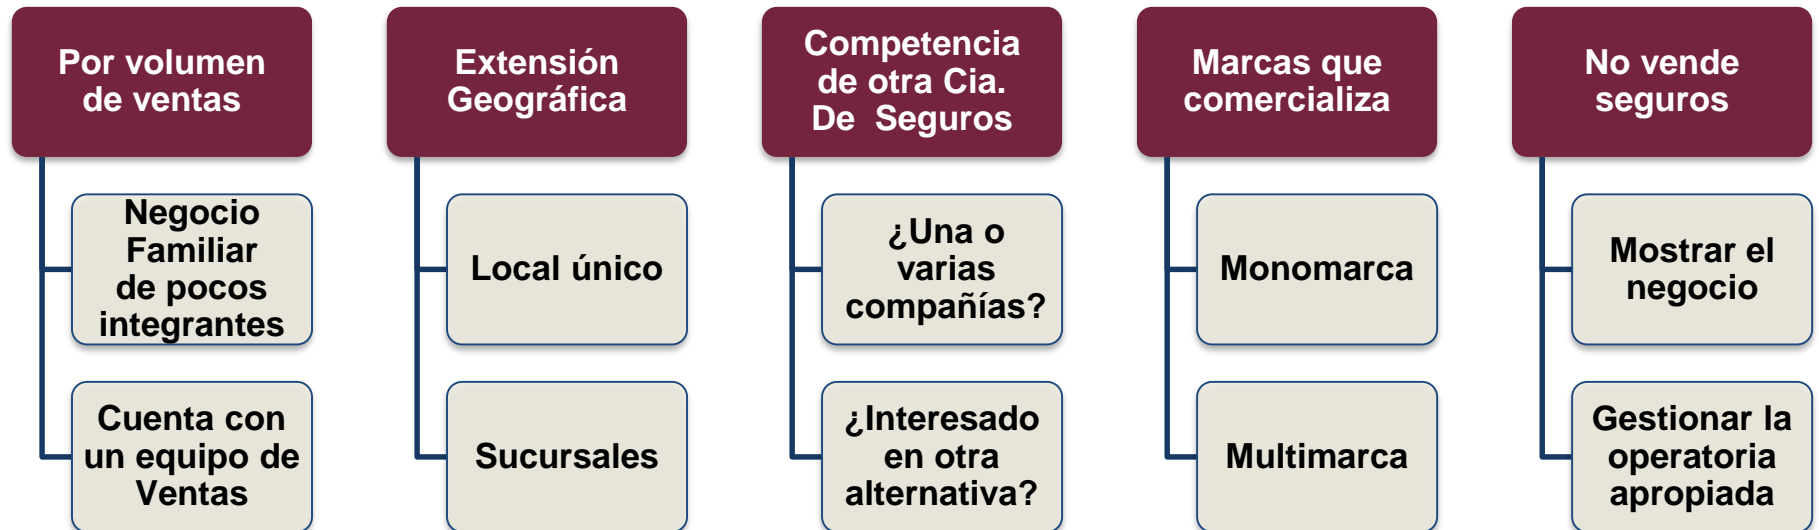 Por volumen
de ventas
Negocio
Familiar
de pocos
integrantes
Cuenta con
un equipo de
Ventas
Extensión
Geográfica
Local único
Sucursales
Competencia
de otra Cia.
De Seguros
¿Una o
varias
compañías?
¿Interesado
en otra
alternativa?
Marcas que
comercializa
Monomarca
Multimarca
No vende
seguros
Mostrar el
negocio
Gestionar la
operatoria
apropiada